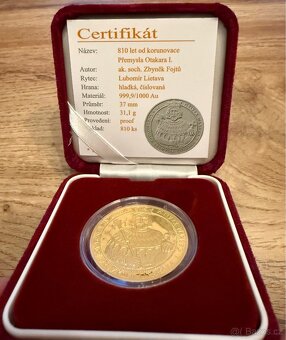 Certifikát
Název: 810 let od korunovace
Přemysla Otakara I.
Autor: ak. soch. Zbyněk Fojtů
Rytec: Lubomír Lietava
Hrana: hladká, číslovaná
Materiál: 999,9/1000 Au
Průměr: 37 mm
Hmotnost: 31,1 g
Provedení: proof
Náklad: 810 ks